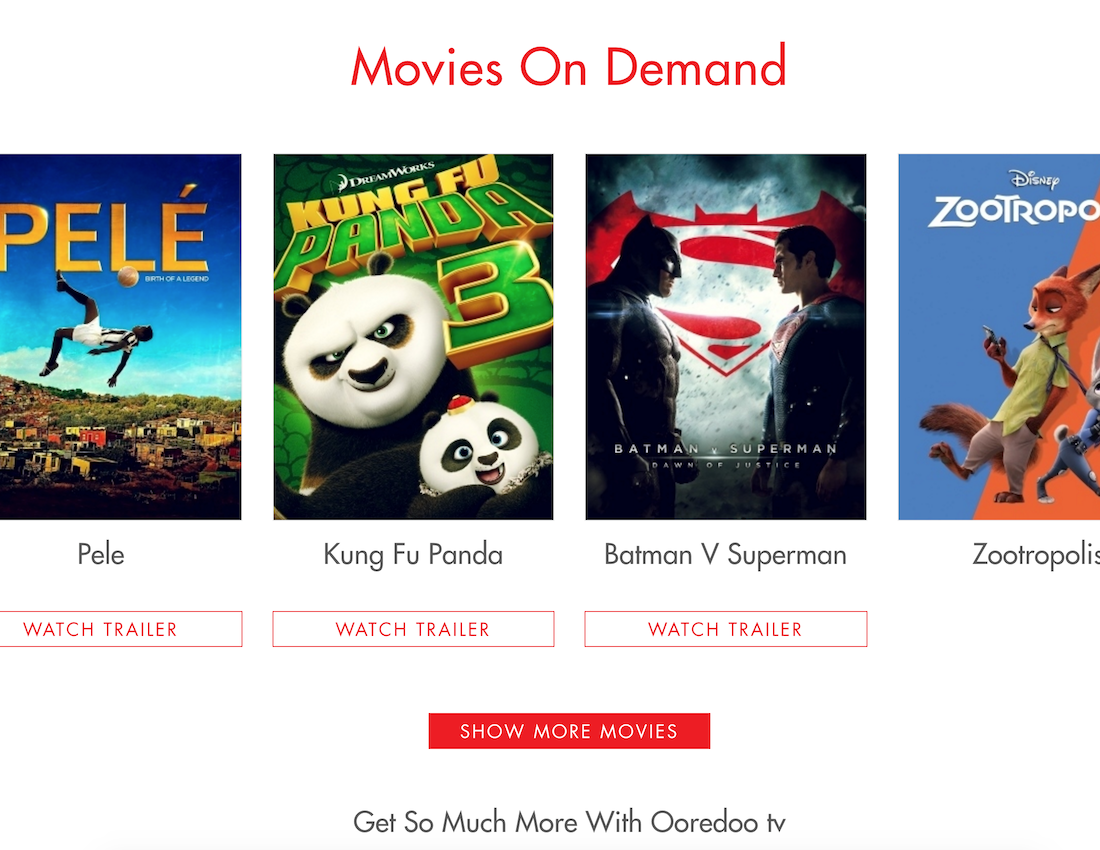 Movies On Demand
PELÉ
BIRTH OF A LEGEND
DREAMWORKS
KUNG FU
PANDA
3
BATMAN v SUPERMAN
DAWN OF JUSTICE
Disney
ZOOTROPO
Pele
Kung Fu Panda
Batman V Superman
Zootropolis
WATCH TRAILER
WATCH TRAILER
WATCH TRAILER
SHOW MORE MOVIES
Get So Much More With Ooredoo tv